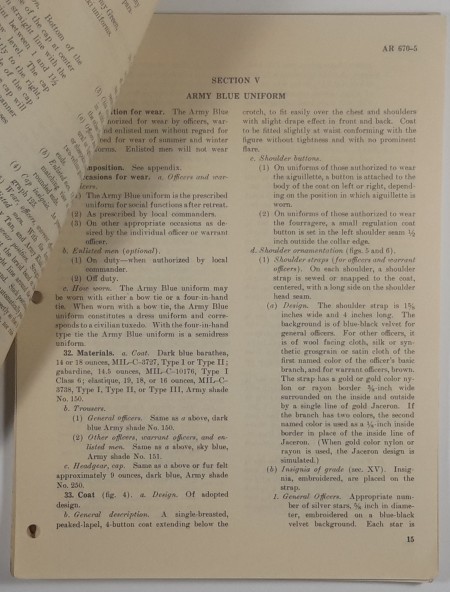 AR 670-5
SECTION V
ARMY BLUE UNIFORM
tion for wear. The Army Blue
norized for wear by officers, war-
nd enlisted men without regard for
ed for wear of summer and winter
orms. Enlisted men will not wear
mposition. See appendix.
casions for wear. a. Officers and war-
The Army Blue uniform is the prescribed
uniform for social functions after retreat.
(2) As prescribed by local commanders.
(3) On other appropriate occasions as de-
sired by the individual officer or warrant
officer.
b. Enlisted men (optional).
(1) On duty—when authorized by local
commander.
(2) Off duty.
c. How worn. The Army Blue uniform may
be worn with either a bow tie or a four-in-hand
tie. When worn with a bow tie, the Army Blue
uniform constitutes a dress uniform and corre-
sponds to a civilian tuxedo. With the four-in-hand
type tie the Army Blue uniform is a semidress
uniform.
32. Materials. a. Coat. Dark blue barathea,
14 or 18 ounces, MIL-C-3727, Type I or Type II;
gabardine, 14.5 ounces, MIL-C-10176, Type I
Class 6; elastique, 19, 18, or 16 ounces, MIL-C-
3738, Type I, Type II, or Type III, Army shade
No. 150.
b. Trousers.
(1) General officers. Same as above, dark
blue Army shade No. 150.
(2) Other officers, warrant officers, and en-
listed men. Same as above, sky blue,
Army shade No. 151.
c. Headgear, cap. Same as above or fur felt
approximately 9 ounces, dark blue, Army shade
No. 250.
33. Coat (fig. 4). a. Design. Of adopted
design.
b. General description. A single-breasted,
peaked-lapel, 4-button coat extending below the
crotch, to fit easily over the chest and shoulders
with slight drape effect in front and back. Coat
to be fitted slightly at waist conforming with the
figure without tightness and with no prominent
flare.
c. Shoulder buttons.
(1) On uniforms of those authorized to wear
the aiguillette, a button is attached to the
body of the coat on left or right, depend-
ing on the position in which aiguillette is
worn.
(2) On uniforms of those authorized to wear
the fourragere, a small regulation coat
button is set in the left shoulder seam ½
inch outside the collar edge.
d. Shoulder ornamentation (figs. 5 and 6).
(1) Shoulder straps (for officers and warrant
officers). On each shoulder, a shoulder
strap is sewed or snapped to the coat,
centered, with a long side on the shoulder
head seam.
(a) Design. The shoulder strap is
inches wide and 4 inches long. The
background is of blue-black velvet for
general officers. For other officers, it
is of wool facing cloth, silk or syn-
thetic grosgrain or satin cloth of the
first named color of the officer's basic
branch, and for warrant officers, brown.
The strap has a gold or gold color ny-
lon or rayon border -inch wide
surrounded on the inside and outside
by a single line of gold Jaceron. If
the branch has two colors, the second
named color is used as a -inch inside
border in place of the inside line of
Jaceron. (When gold color nylon or
rayon is used, the Jaceron design is
simulated.)
(b) Insignia of grade (sec. XV). Insig-
nia, embroidered, are placed on the
strap.
1. General Officers. Appropriate num-
ber of silver stars, inch in diame-
ter, embroidered on a blue-black
velvet background. Each star is
15